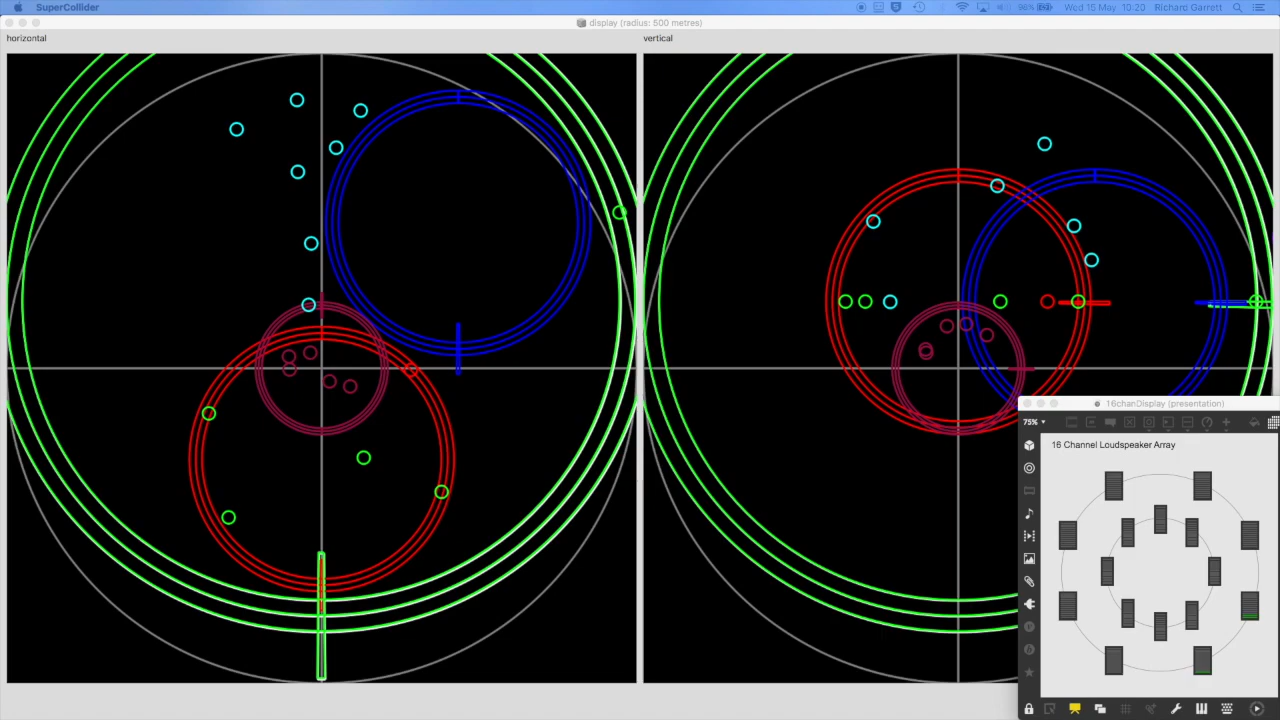 SuperCollider
98%
Wed 15 May 10:20
Richard Garrett
display (radius: 500 metres)
horizontal
vertical
16chanDisplay (presentation)
75%
16 Channel Loudspeaker Array